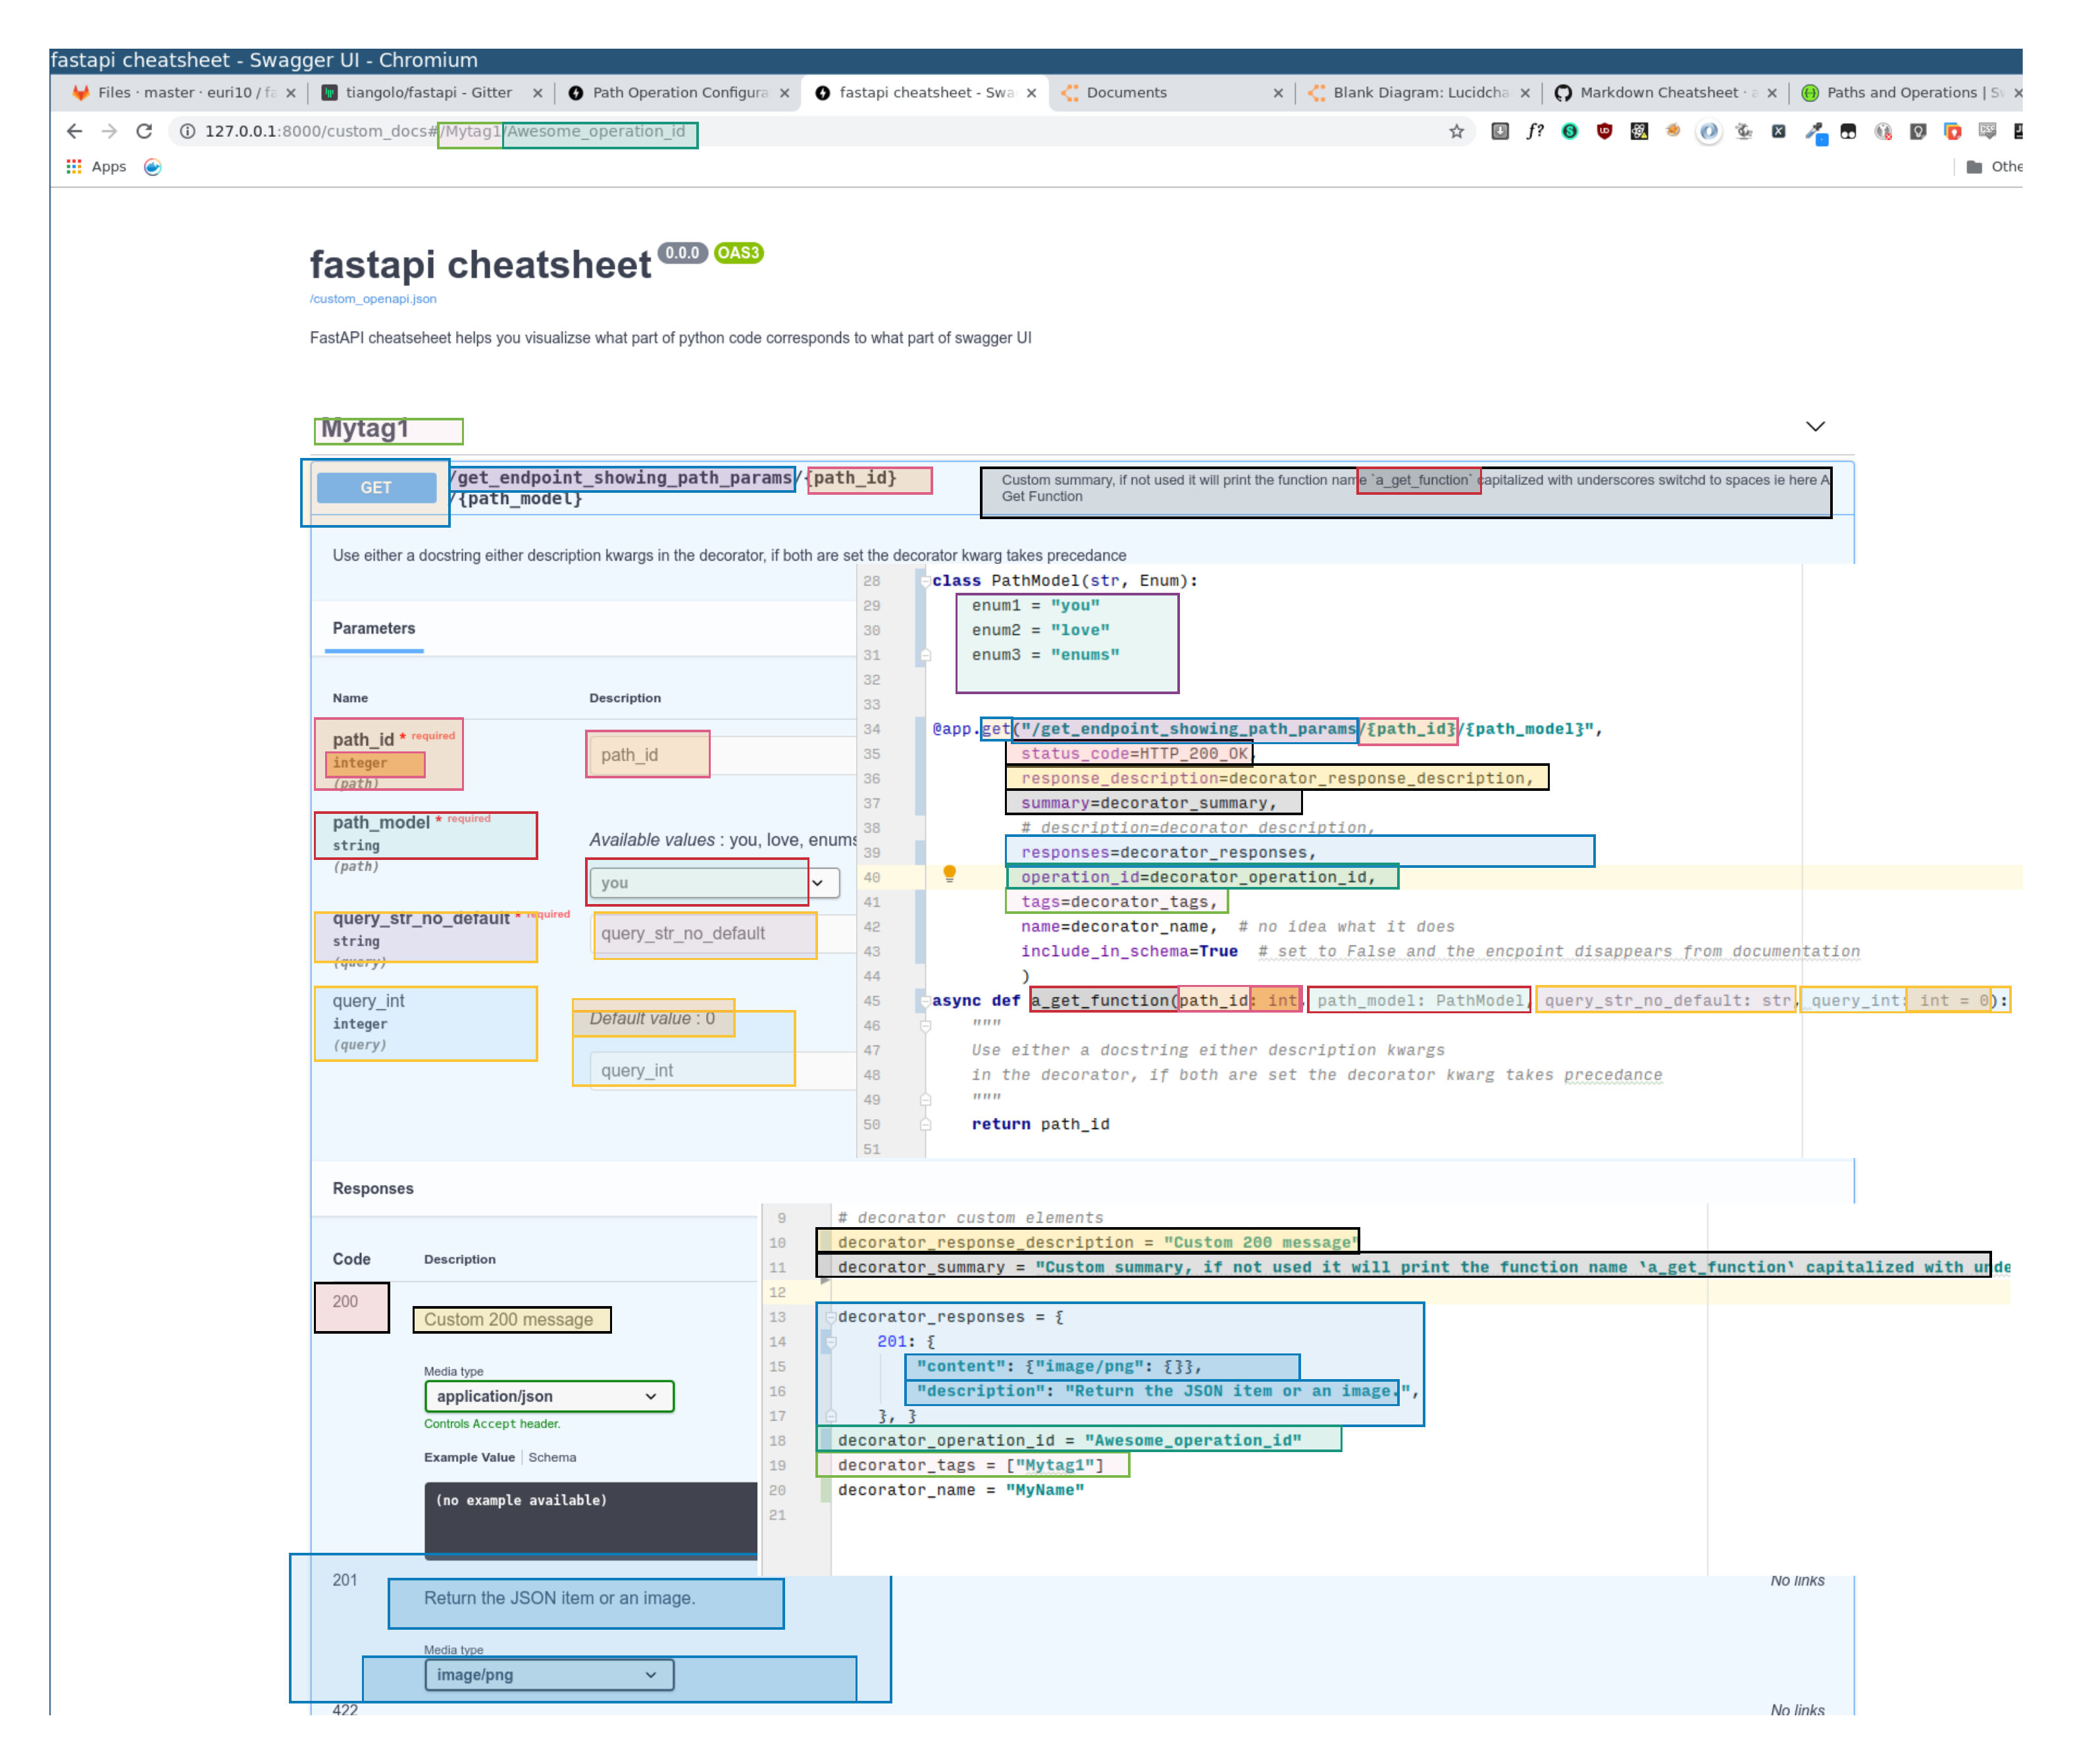 fastapi cheatsheet - Swagger UI - Chromium
Files · master · euri10 / fa
tiangolo/fastapi - Gitter
Path Operation Configura
fastapi cheatsheet - Swa
Documents
Blank Diagram: Lucidcha
Markdown Cheatsheet · a
Paths and Operations | Sw
127.0.0.1:8000/custom_docs#/Mytag1/Awesome_operation_id
Apps
Othe
fastapi cheatsheet 0.0.0 OAS3
/custom_openapi.json
FastAPI cheatseheet helps you visualizse what part of python code corresponds to what part of swagger UI
Mytag1
GET
/get_endpoint_showing_path_params/{path_id}
/{path_model}
Custom summary, if not used it will print the function name `a_get_function` capitalized with underscores switchd to spaces ie here A
Get Function
Use either a docstring either description kwargs in the decorator, if both are set the decorator kwarg takes precedance
Parameters
Name
Description
path_id * required
integer
(path)
path_id
path_model * required
string
(path)
Available values : you, love, enums
you
query_str_no_default * required
string
(query)
query_str_no_default
query_int
integer
(query)
Default value : 0
query_int
28 class PathModel(str, Enum):
29 enum1 = "you"
30 enum2 = "love"
31 enum3 = "enums"
32
33
34 @app.get("/get_endpoint_showing_path_params/{path_id}/{path_model}",
35 status_code=HTTP_200_OK,
36 response_description=decorator_response_description,
37 summary=decorator_summary,
38 # description=decorator_description,
39 responses=decorator_responses,
40 operation_id=decorator_operation_id,
41 tags=decorator_tags,
42 name=decorator_name, # no idea what it does
43 include_in_schema=True # set to False and the encpoint disappears from documentation
44 )
45 async def a_get_function(path_id: int, path_model: PathModel, query_str_no_default: str, query_int: int = 0):
46 """
47 Use either a docstring either description kwargs
48 in the decorator, if both are set the decorator kwarg takes precedance
49 """
50 return path_id
51
Responses
Code
Description
200
Custom 200 message
Media type
application/json
Controls Accept header.
Example Value | Schema
(no example available)
9 # decorator custom elements
10 decorator_response_description = "Custom 200 message"
11 decorator_summary = "Custom summary, if not used it will print the function name `a_get_function` capitalized with unde
12
13 decorator_responses = {
14 201: {
15 "content": {"image/png": {}},
16 "description": "Return the JSON item or an image.",
17 }, }
18 decorator_operation_id = "Awesome_operation_id"
19 decorator_tags = ["Mytag1"]
20 decorator_name = "MyName"
21
201
Return the JSON item or an image.
No links
Media type
image/png
422
No links